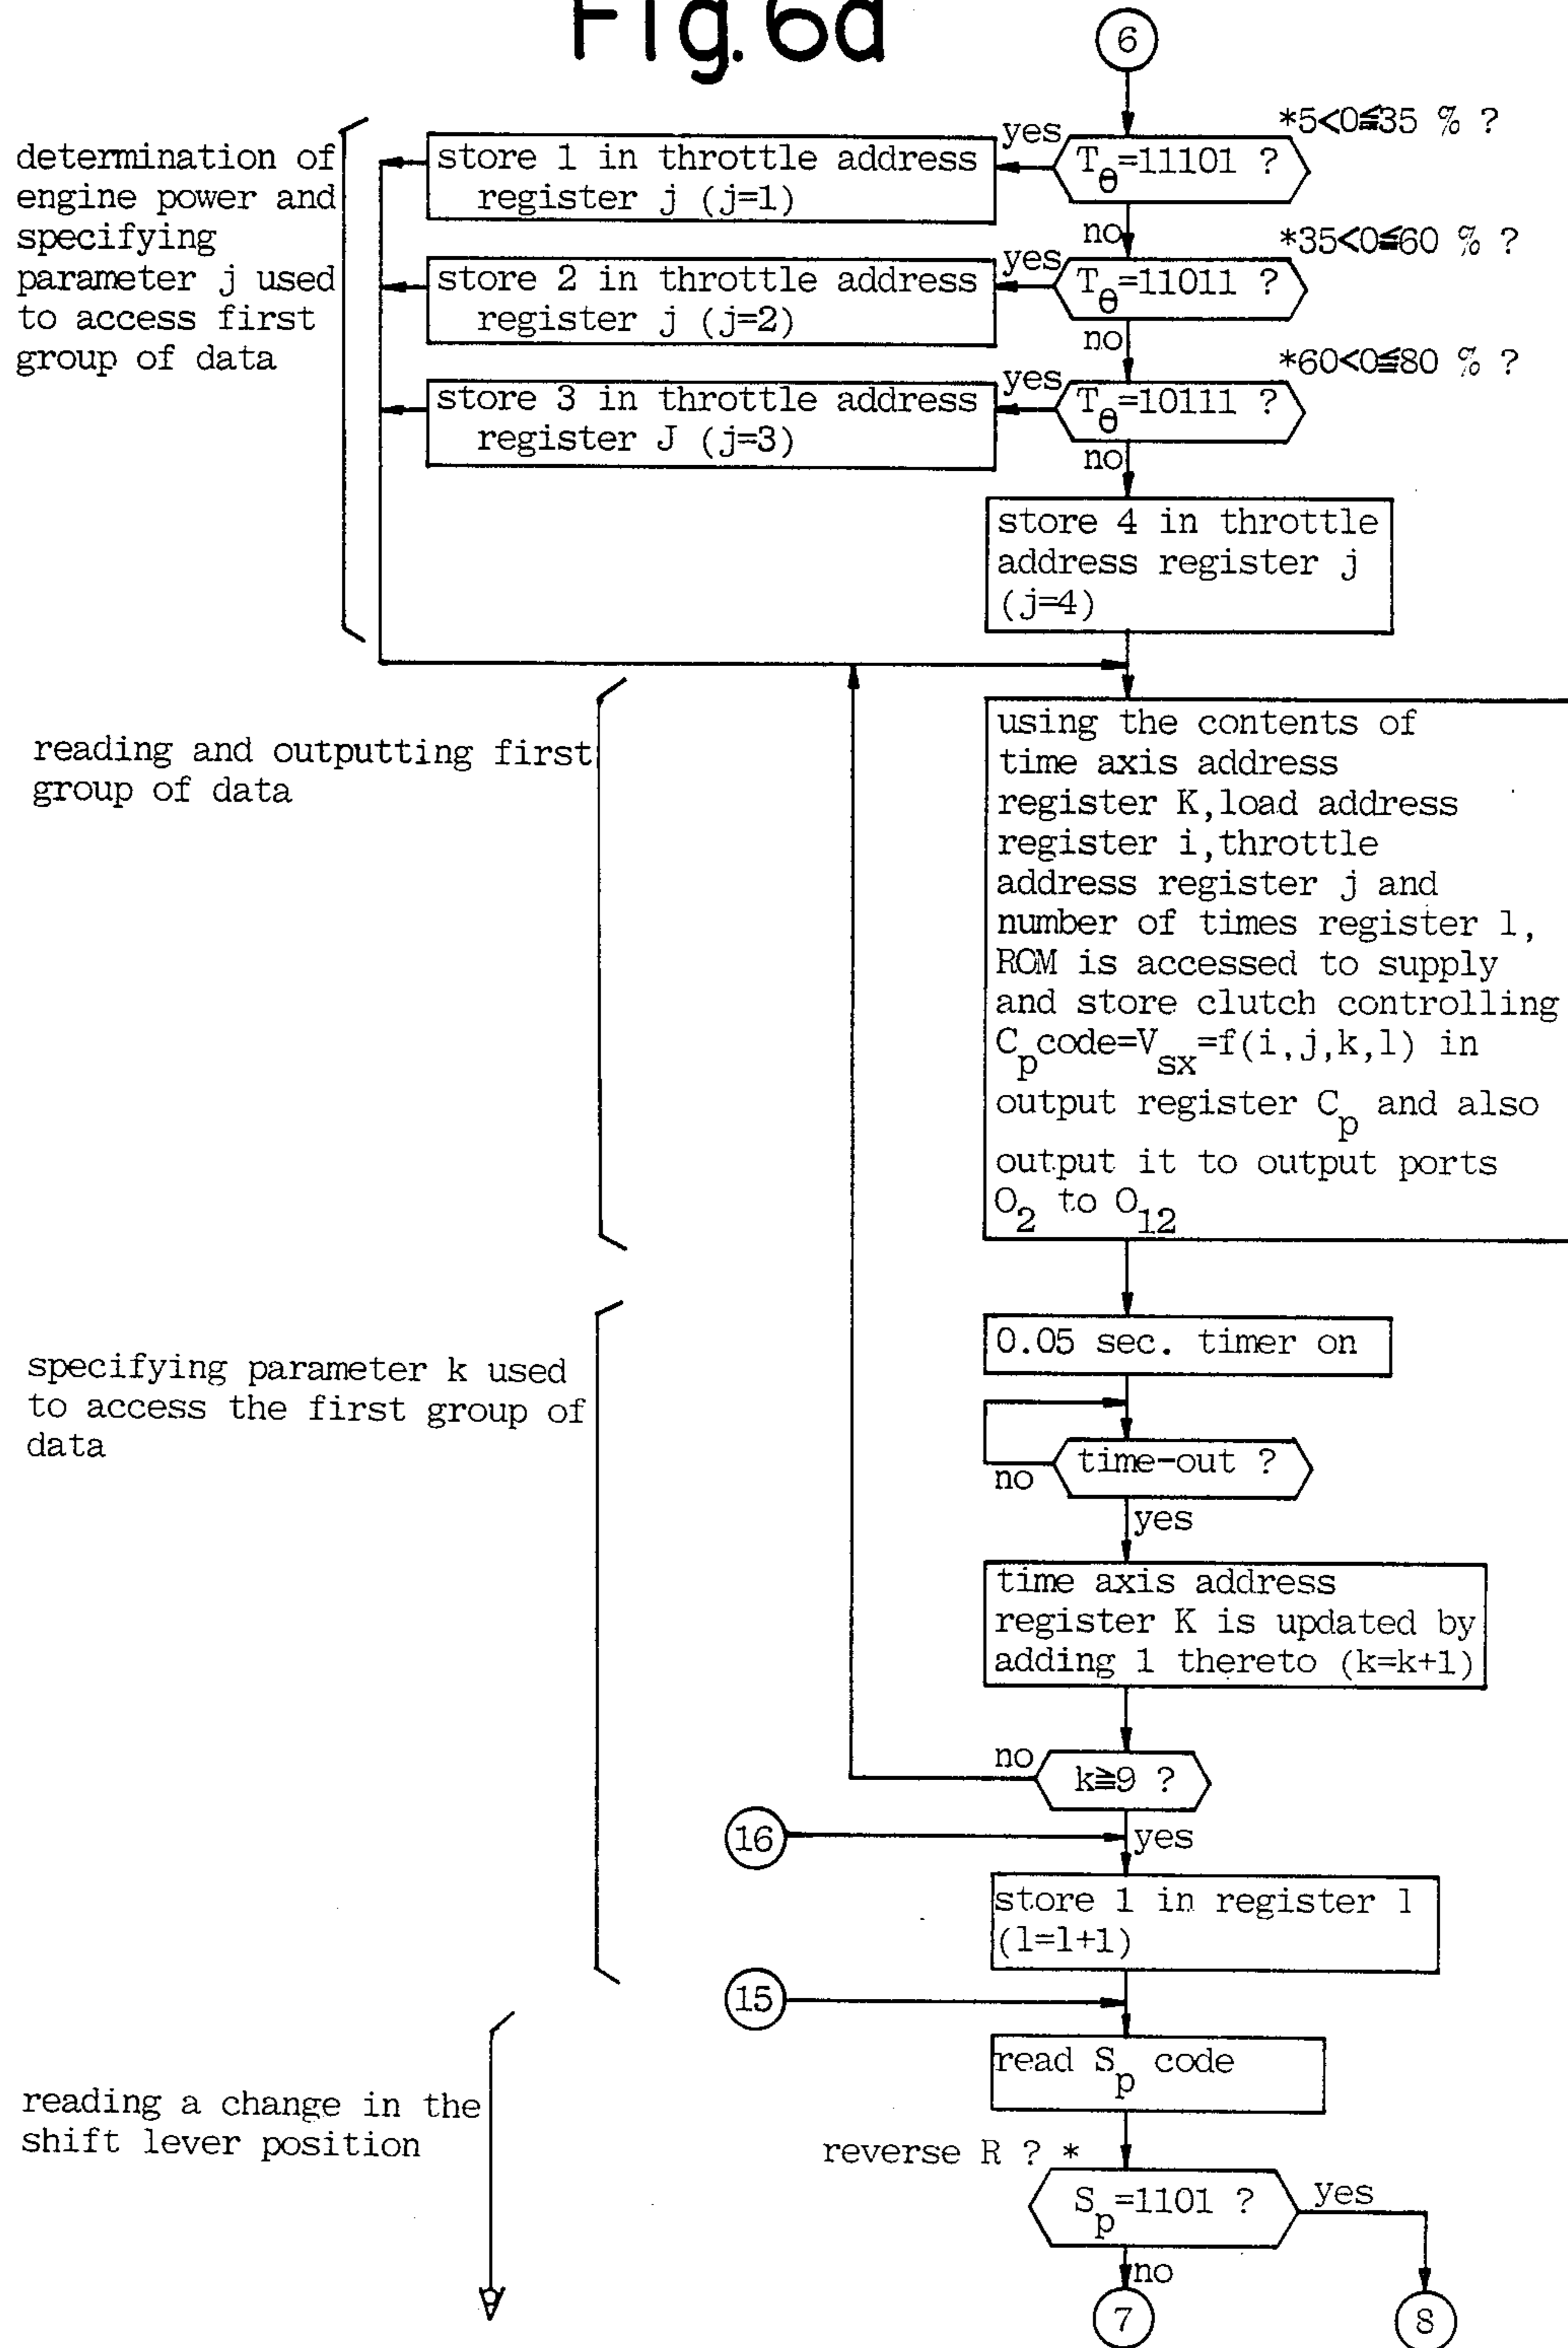 Fig. 6d
6
*5<0≦35 % ?
determination of
engine power and
specifying
parameter j used
to access first
group of data
store 1 in throttle address
register j (j=1)
yes
Tθ=11101 ?
no
*35<0≦60 % ?
store 2 in throttle address
register j (j=2)
yes
Tθ=11011 ?
no
*60<0≦80 % ?
store 3 in throttle address
register J (j=3)
yes
Tθ=10111 ?
no
store 4 in throttle
address register j
(j=4)
reading and outputting first
group of data
using the contents of
time axis address
register K,load address
register i,throttle
address register j and
number of times register l,
ROM is accessed to supply
and store clutch controlling
Cp code=Vsx=f(i,j,k,l) in
output register Cp and also
output it to output ports
O2 to O12
specifying parameter k used
to access the first group of
data
0.05 sec. timer on
time-out ?
no
yes
time axis address
register K is updated by
adding 1 thereto (k=k+1)
no
k≧9 ?
yes
16
store 1 in register l
(l=l+1)
15
read Sp code
reading a change in the
shift lever position
reverse R ? *
Sp=1101 ?
yes
no
7
8